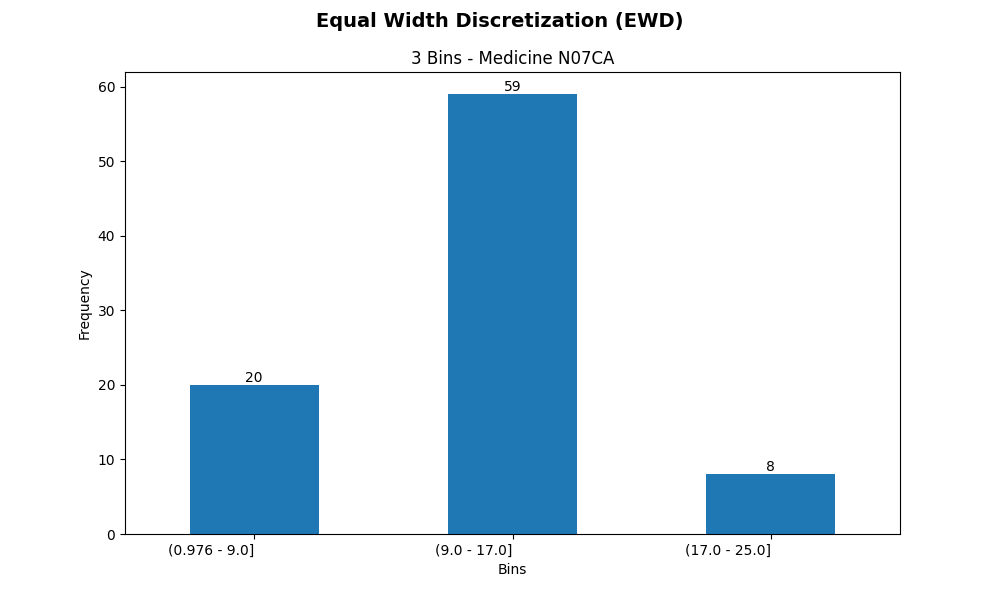 Equal Width Discretization (EWD)
3 Bins - Medicine N07CA
60
50
40
30
20
10
0
Frequency
20
59
8
(0.976 - 9.0]
(9.0 - 17.0]
(17.0 - 25.0]
Bins